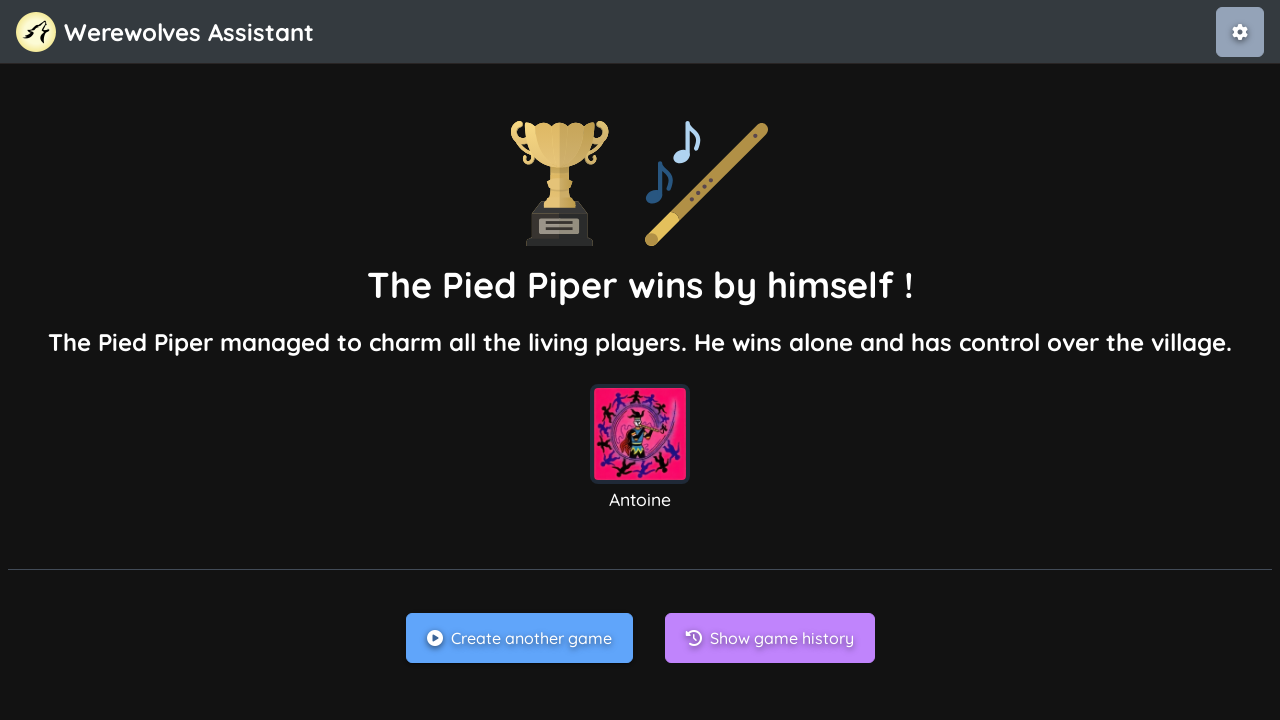 Werewolves Assistant
The Pied Piper wins by himself !
The Pied Piper managed to charm all the living players. He wins alone and has control over the village.
Antoine
Create another game
Show game history